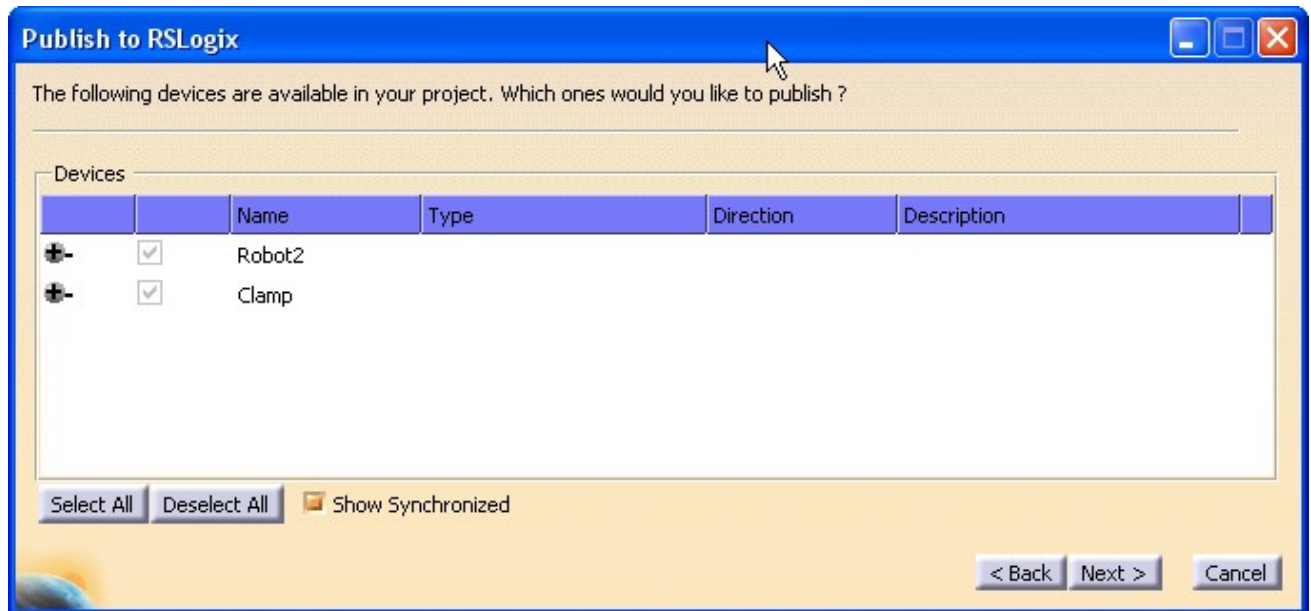 Publish to RSLogix
The following devices are available in your project. Which ones would you like to publish ?
Devices
Name Type Direction Description
Robot2
Clamp
Select All Deselect All Show Synchronized
< Back Next > Cancel